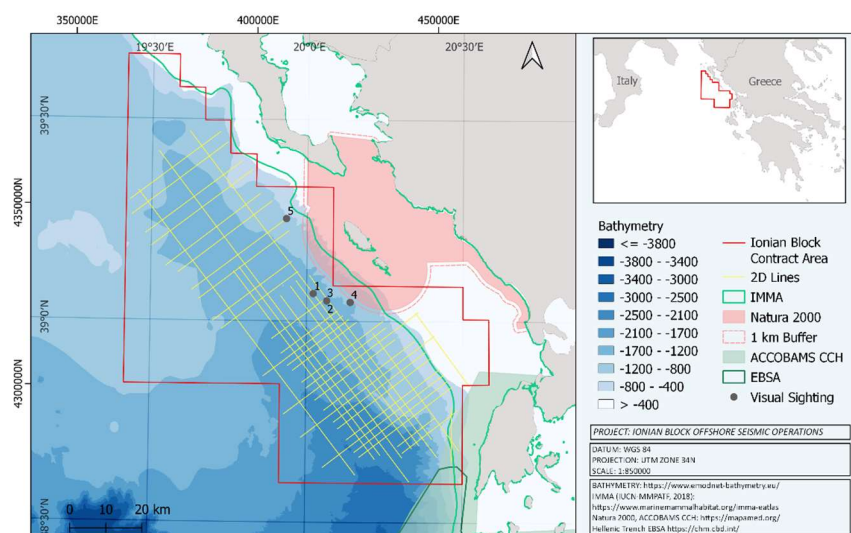 3500000
4000000
4500000
19°30'E
20°0'E
20°30'E
39°30'N
4350000N
5
1
3
2
4
39°0'N
4300000N
38°30'N
0
10
20 km
Italy
Greece
Bathymetry
<= -3800
-3800 - -3400
-3400 - -3000
-3000 - -2500
-2500 - -2100
-2100 - -1700
-1700 - -1200
-1200 - -800
-800 - -400
> -400
Ionian Block
Contract Area
2D Lines
IMMA
Natura 2000
1 km Buffer
ACCOBAMS CCH
EBSA
Visual Sighting
PROJECT: IONIAN BLOCK OFFSHORE SEISMIC OPERATIONS
DATUM: WGS 84
PROJECTION: UTM ZONE 34N
SCALE: 1:850000
BATHYMETRY: https://www.emodnet-bathymetry.eu/
IMMA (IUCN-MMPATF, 2018):
https://www.marinemammalhabitat.org/imma-eatlas
Natura 2000, ACCOBAMS CCH: https://mapamed.org/
Hellenic Trench EBSA https://chm.cbd.int/